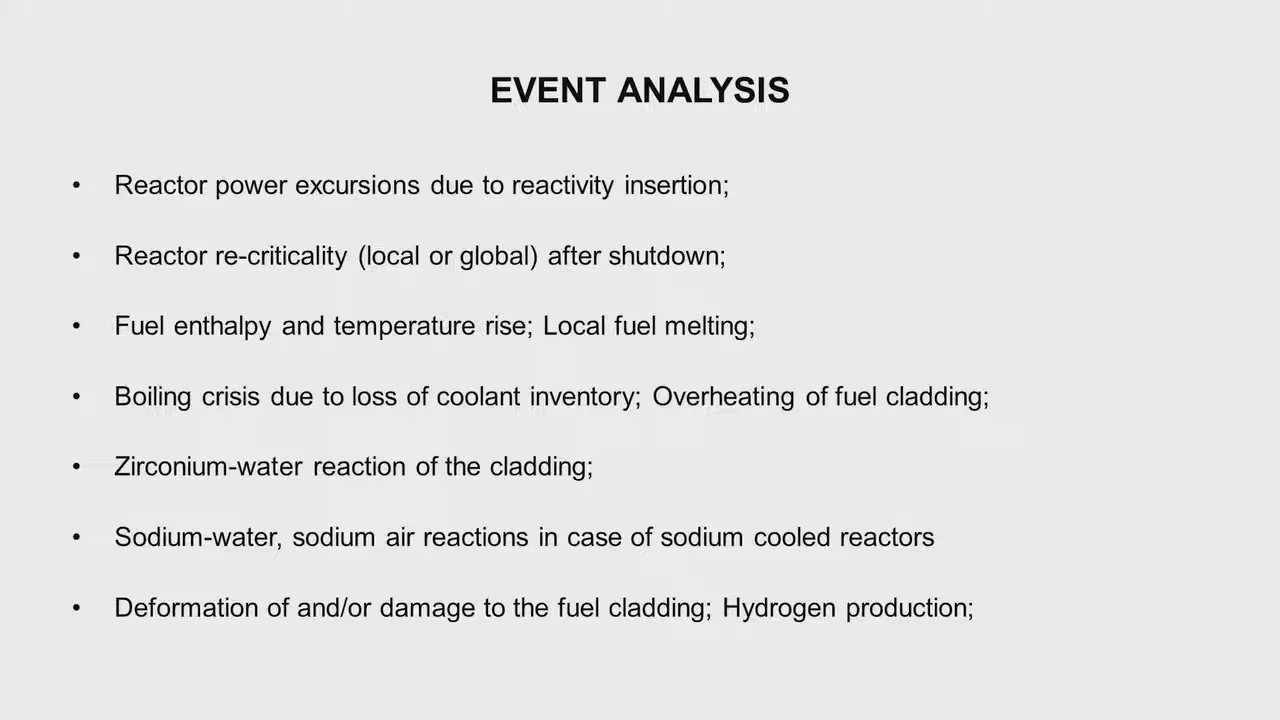 EVENT ANALYSIS
• Reactor power excursions due to reactivity insertion;
• Reactor re-criticality (local or global) after shutdown;
• Fuel enthalpy and temperature rise; Local fuel melting;
• Boiling crisis due to loss of coolant inventory; Overheating of fuel cladding;
• Zirconium-water reaction of the cladding;
• Sodium-water, sodium air reactions in case of sodium cooled reactors
• Deformation of and/or damage to the fuel cladding; Hydrogen production;